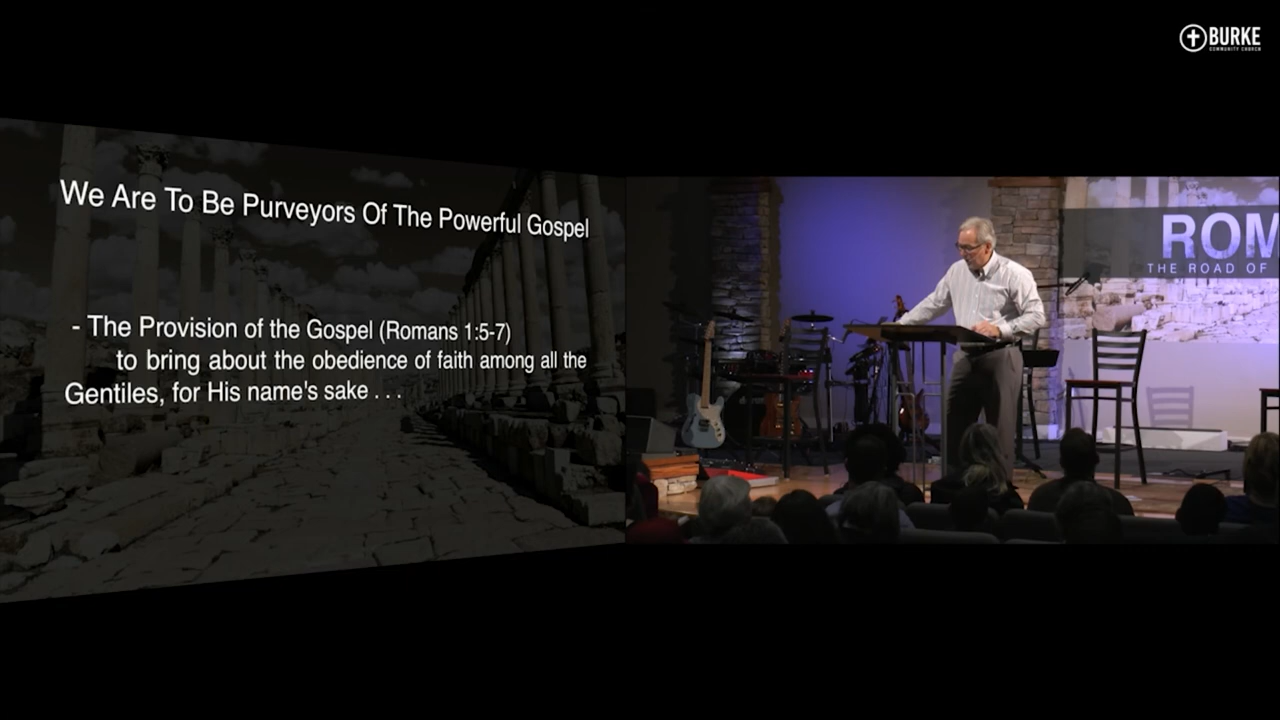 BURKE
COMMUNITY CHURCH
We Are To Be Purveyors Of The Powerful Gospel
- The Provision of the Gospel (Romans 1:5-7)
to bring about the obedience of faith among all the
Gentiles, for His name's sake . . .
ROM
THE ROAD OF